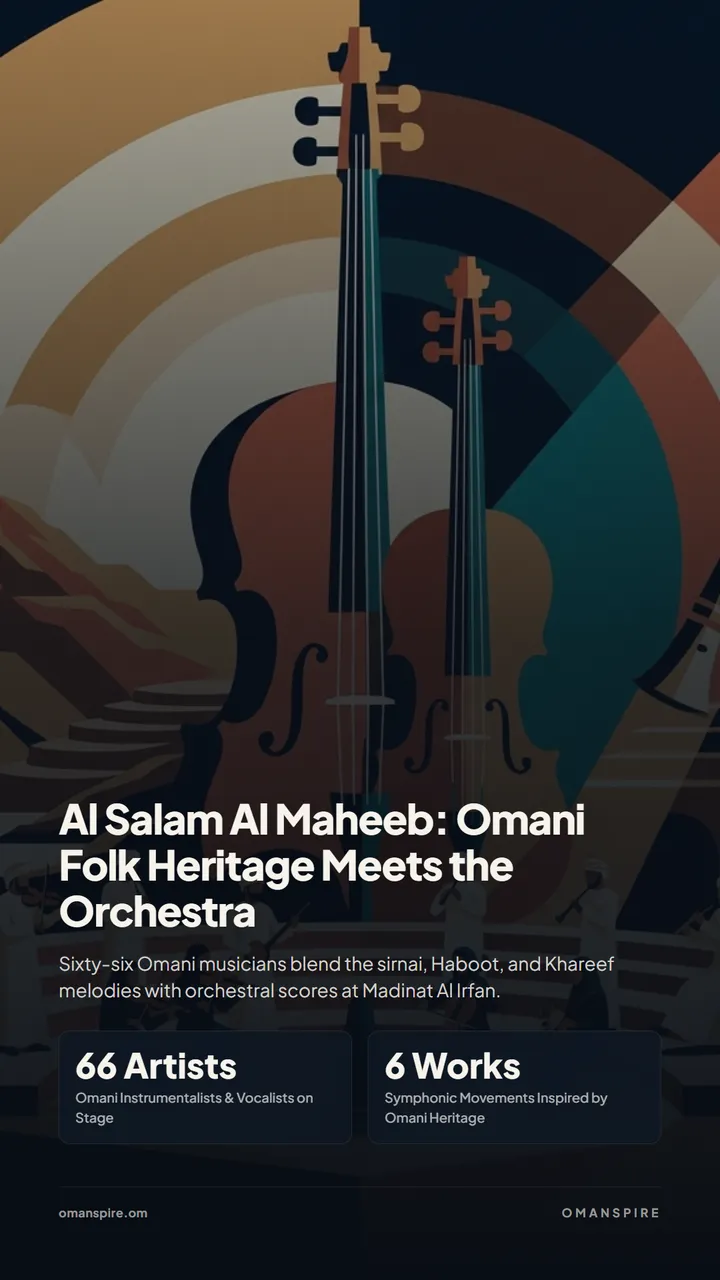 Al Salam Al Maheeb: Omani
Folk Heritage Meets the
Orchestra
Sixty-six Omani musicians blend the sirnai, Haboot, and Khareef
melodies with orchestral scores at Madinat Al Irfan.
66 Artists
Omani Instrumentalists & Vocalists on
Stage
6 Works
Symphonic Movements Inspired by
Omani Heritage
omanspire.om
OMANSPIRE